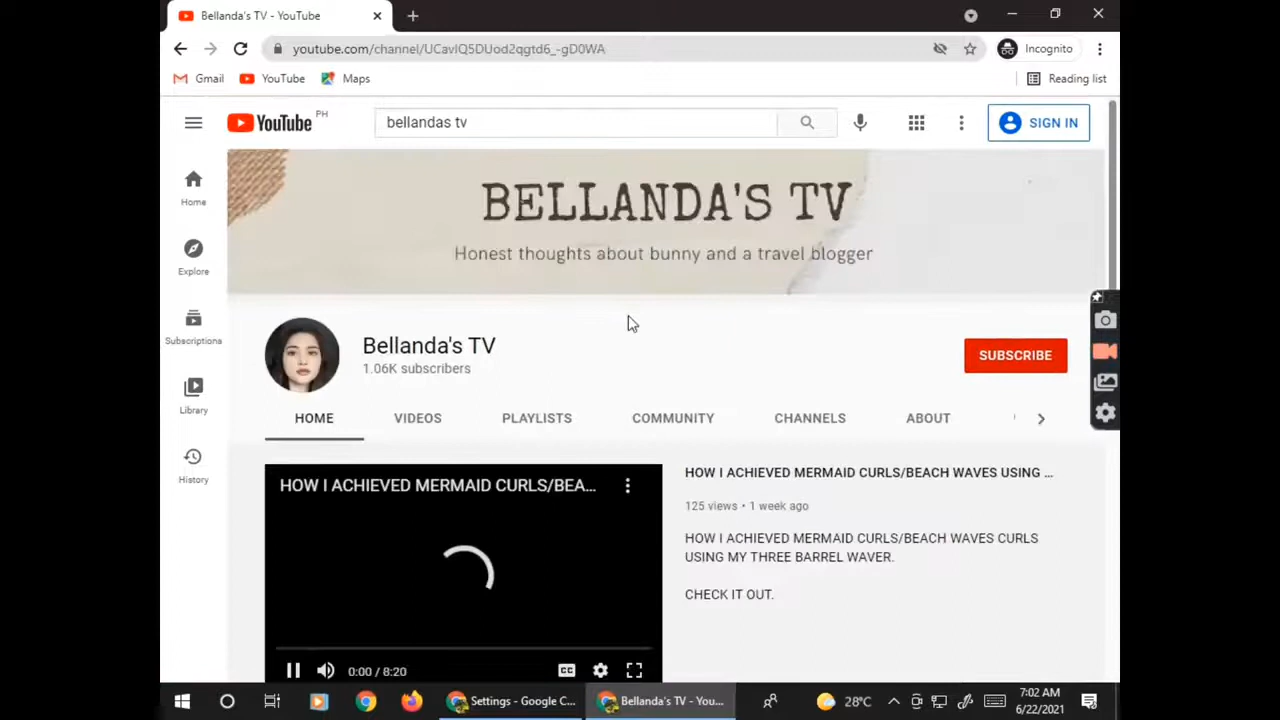 Bellanda's TV - YouTube
youtube.com/channel/UCavIQ5DUod2qgtd6_-gD0WA
Incognito
Gmail
YouTube
Maps
Reading list
YouTube PH
bellandas tv
SIGN IN
BELLANDA'S TV
Honest thoughts about bunny and a travel blogger
Home
Explore
Subscriptions
Library
History
Bellanda's TV
1.06K subscribers
SUBSCRIBE
HOME
VIDEOS
PLAYLISTS
COMMUNITY
CHANNELS
ABOUT
HOW I ACHIEVED MERMAID CURLS/BEA...
0:00 / 8:20
CC
HOW I ACHIEVED MERMAID CURLS/BEACH WAVES USING ...
125 views • 1 week ago
HOW I ACHIEVED MERMAID CURLS/BEACH WAVES CURLS
USING MY THREE BARREL WAVER.
CHECK IT OUT.
Settings - Google C...
Bellanda's TV - You...
28°C
7:02 AM
6/22/2021